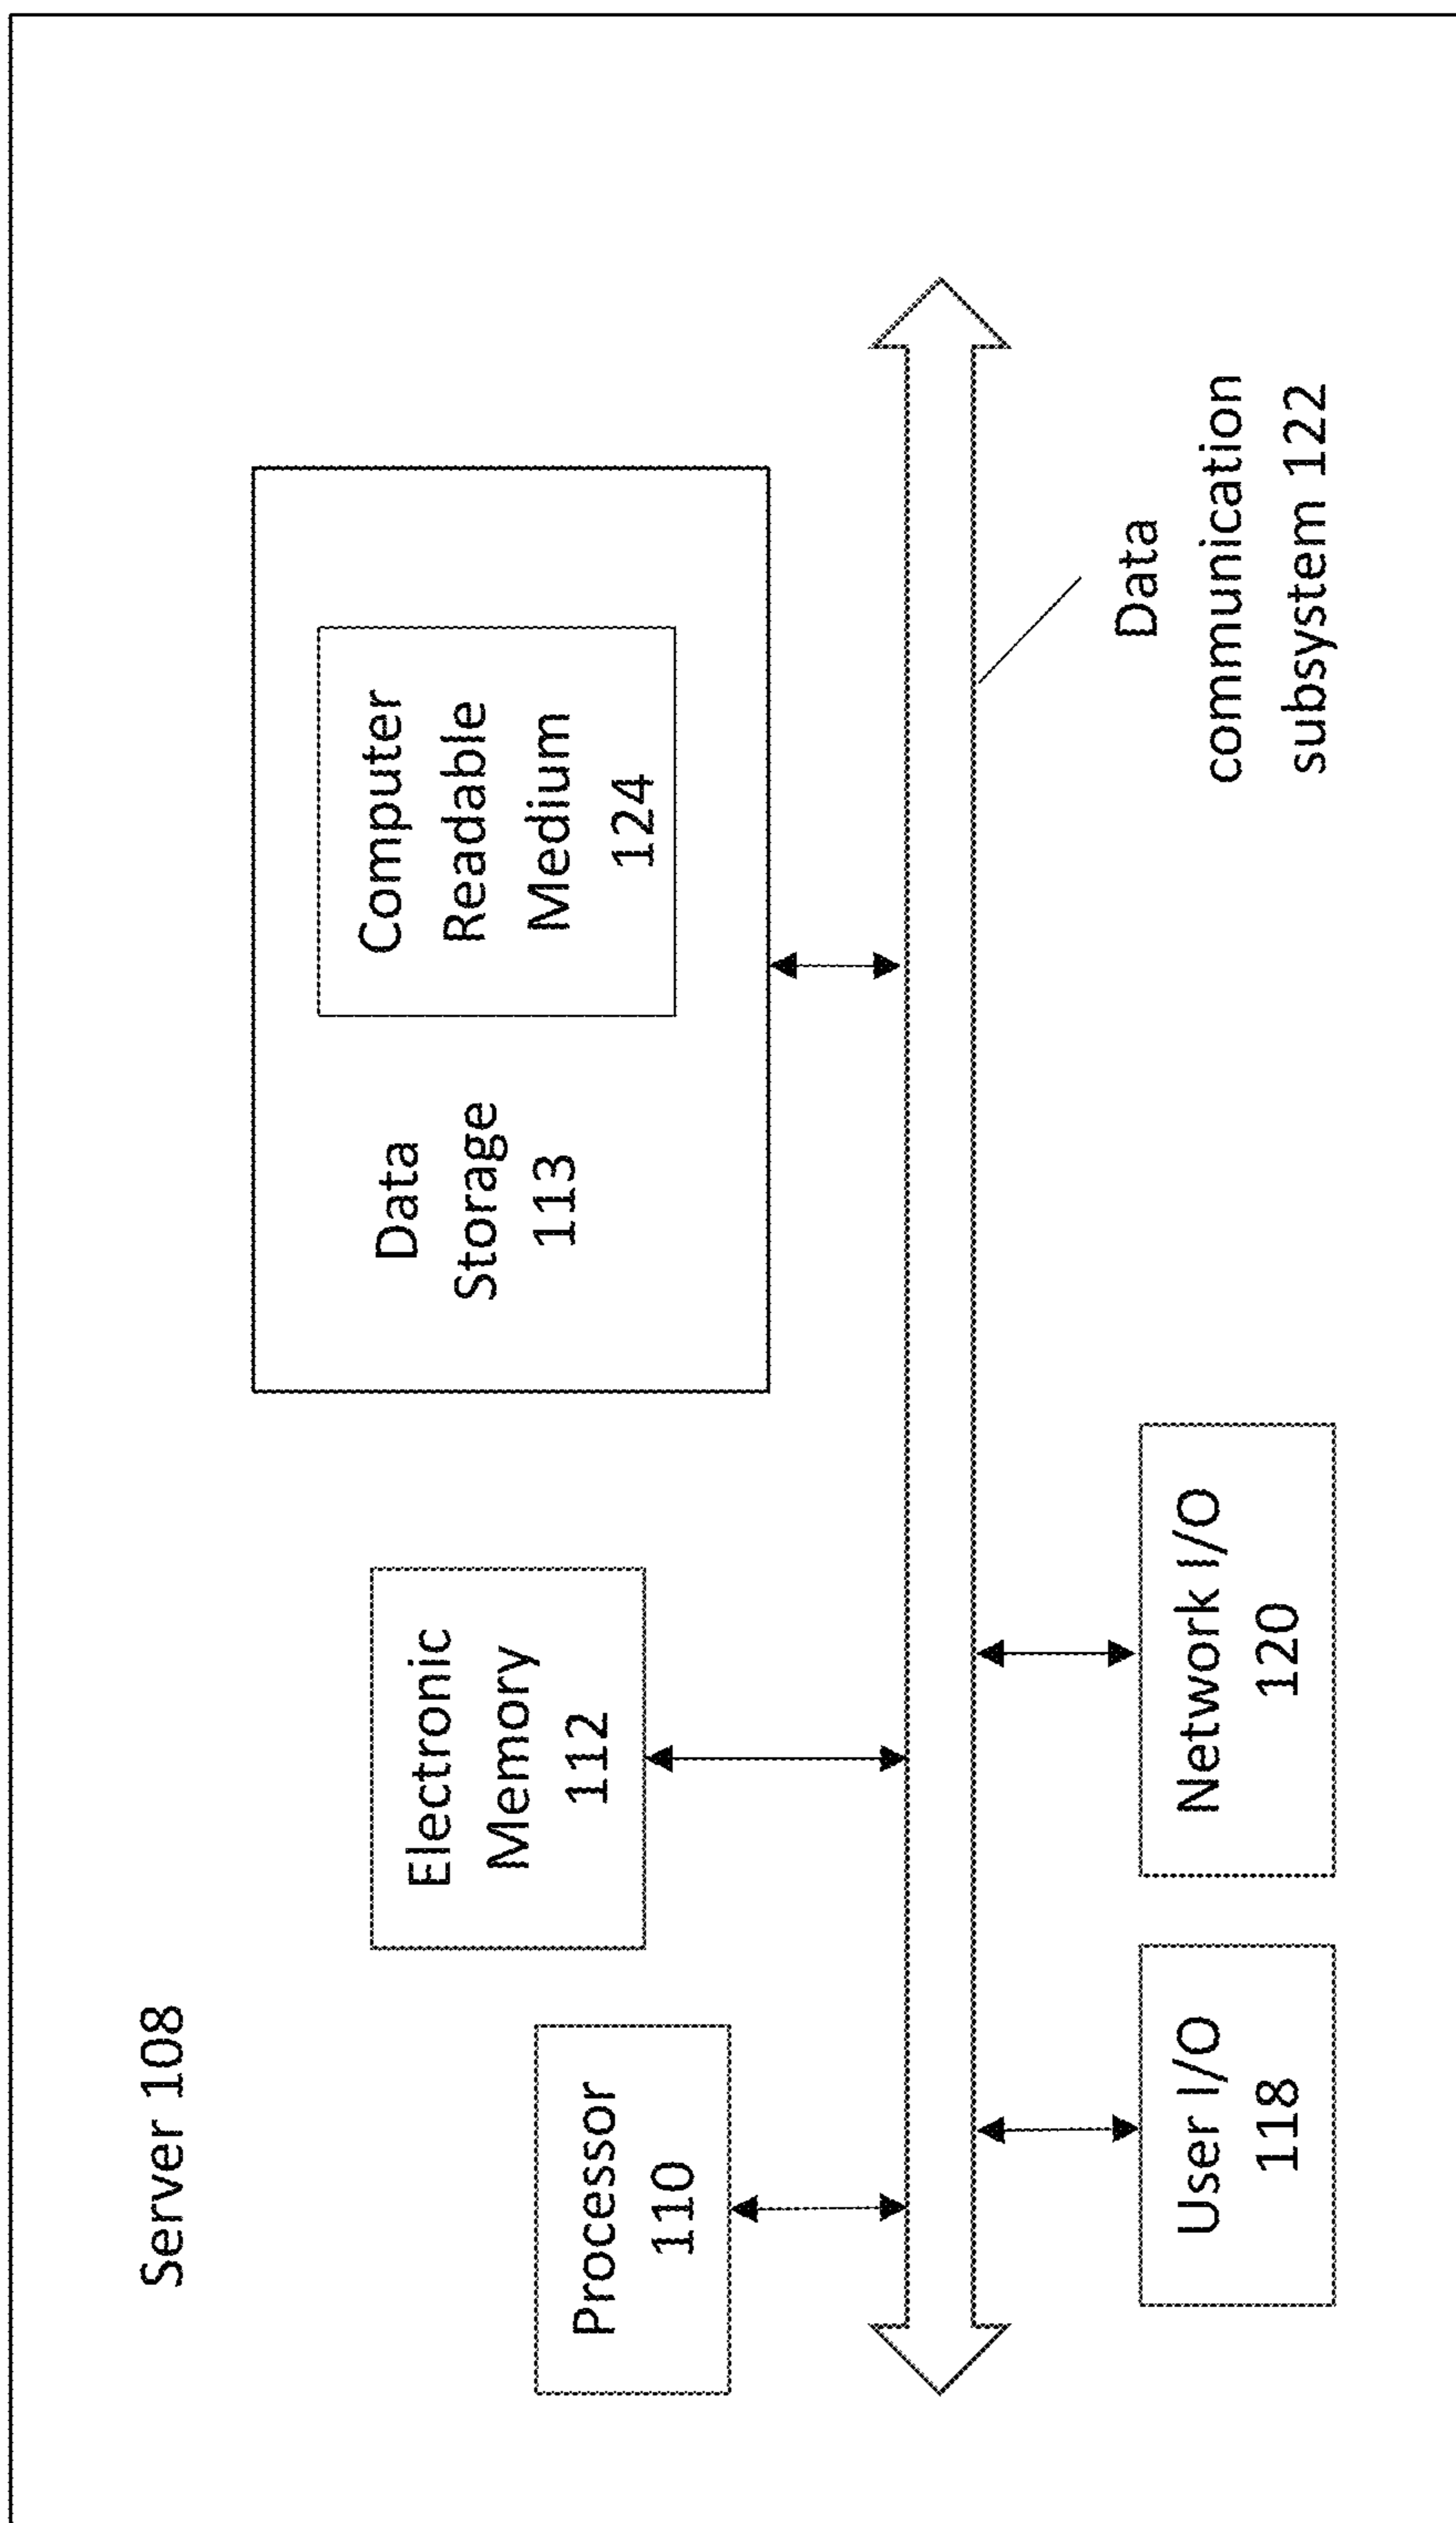 Server 108
Processor
110
Electronic
Memory
112
Data
Storage
113
Computer
Readable
Medium
124
User I/O
118
Network I/O
120
Data
communication
subsystem 122